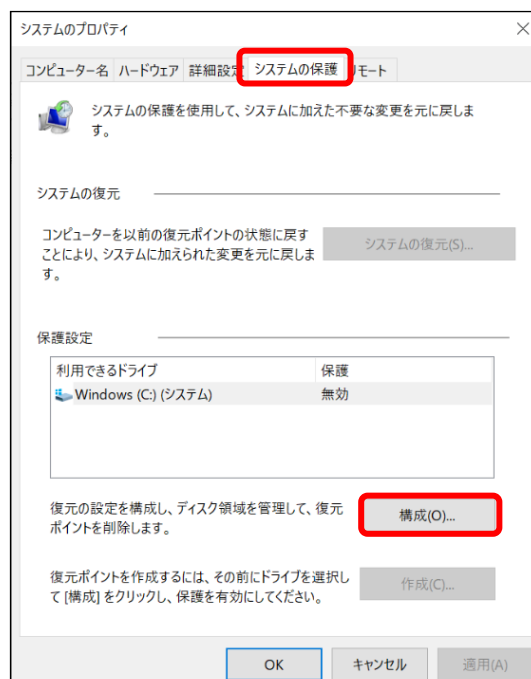 システムのプロパティ
コンピューター名 ハードウェア 詳細設定 システムの保護 リモート
システムの保護を使用して、システムに加えた不要な変更を元に戻しま
す。
システムの復元
コンピューターを以前の復元ポイントの状態に戻す
ことにより、システムに加えられた変更を元に戻しま
す。
システムの復元(S)...
保護設定
利用できるドライブ 保護
Windows (C:) (システム) 無効
復元の設定を構成し、ディスク領域を管理して、復元
ポイントを削除します。
構成(O)...
復元ポイントを作成するには、その前にドライブを選択し
て [構成] をクリックし、保護を有効にしてください。
作成(C)...
OK キャンセル 適用(A)